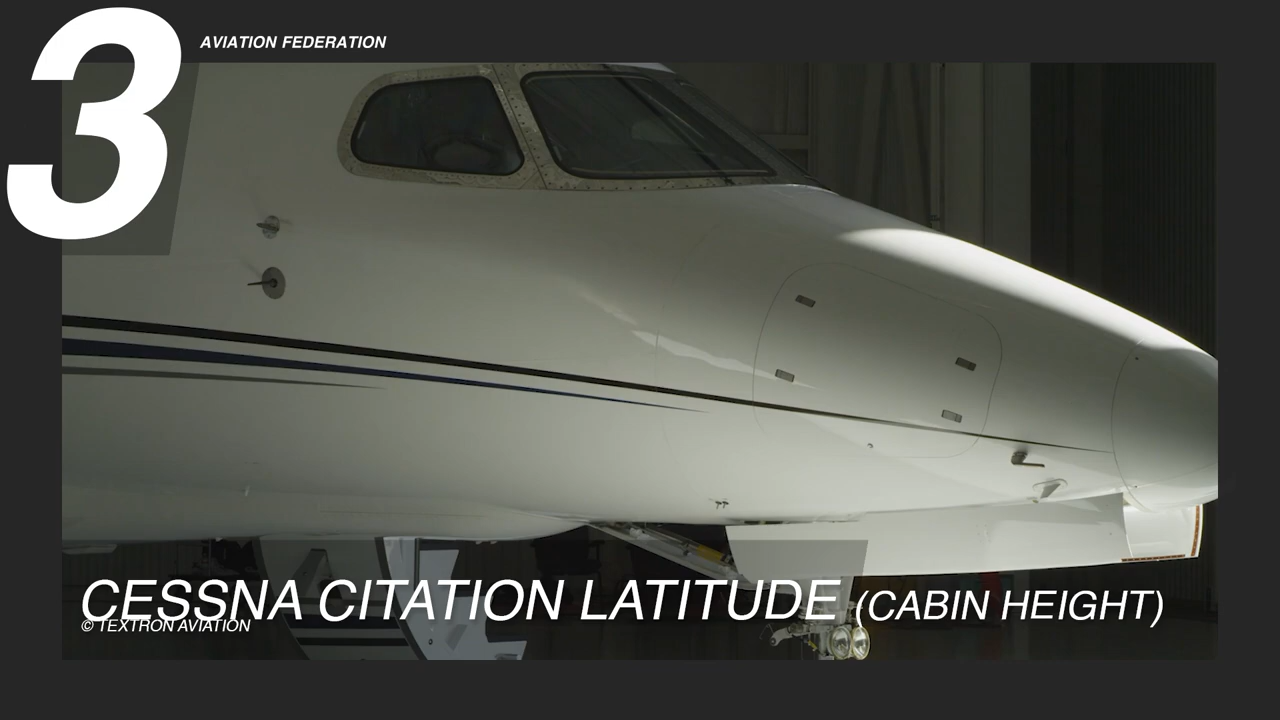 3
AVIATION FEDERATION
CESSNA CITATION LATITUDE (CABIN HEIGHT)
© TEXTRON AVIATION